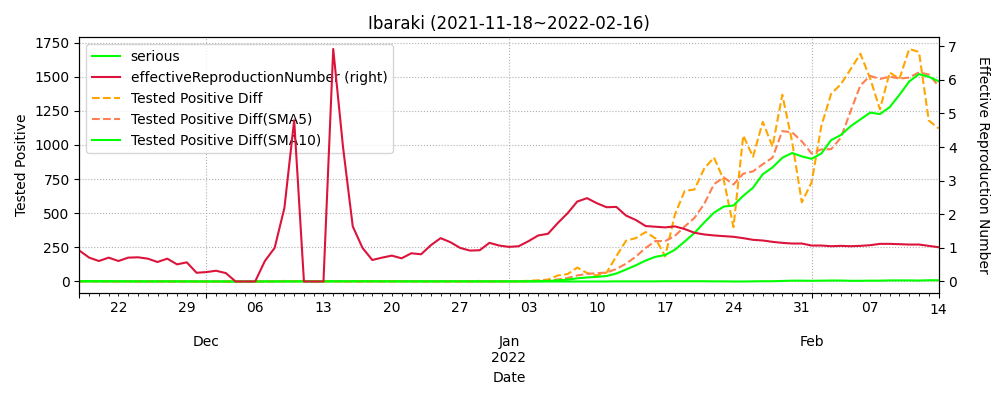 Ibaraki (2021-11-18~2022-02-16)
serious
effectiveReproductionNumber (right)
Tested Positive Diff
Tested Positive Diff(SMA5)
Tested Positive Diff(SMA10)
Tested Positive
1750
1500
1250
1000
750
500
250
0
7
6
5
4
3
2
1
0
Effective Reproduction Number
22 29 06 13 20 27 03 10 17 24 31 07 14
Dec Jan Feb
2022
Date